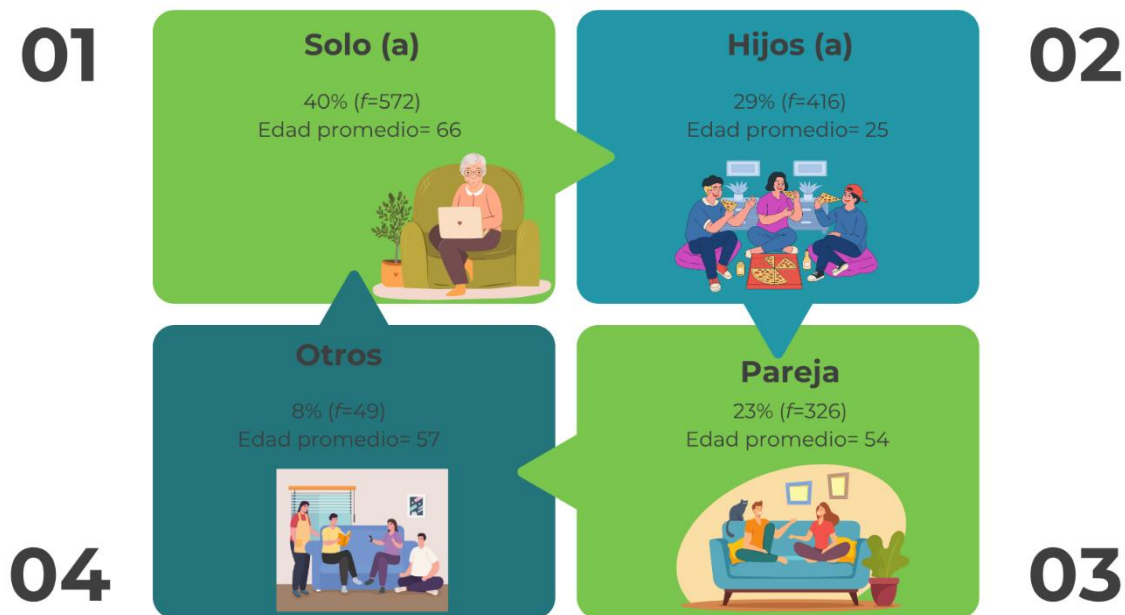 01
Solo (a)
40% (f=572)
Edad promedio= 66
Hijos (a)
29% (f=416)
Edad promedio= 25
02
Otros
8% (f=49)
Edad promedio= 57
04
Pareja
23% (f=326)
Edad promedio= 54
03